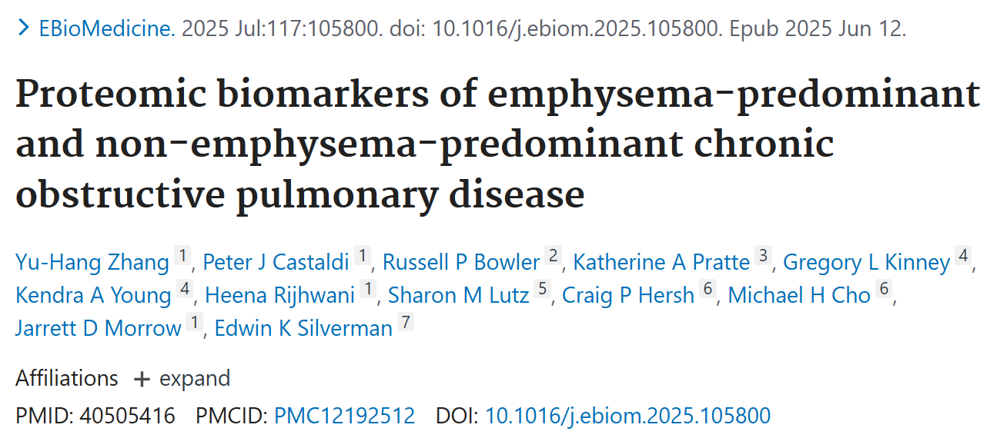 > EBioMedicine. 2025 Jul:117:105800. doi: 10.1016/j.ebiom.2025.105800. Epub 2025 Jun 12.
Proteomic biomarkers of emphysema-predominant
and non-emphysema-predominant chronic
obstructive pulmonary disease
Yu-Hang Zhang 1, Peter J Castaldi 1, Russell P Bowler 2, Katherine A Pratte 3, Gregory L Kinney 4,
Kendra A Young 4, Heena Rijhwani 1, Sharon M Lutz 5, Craig P Hersh 6, Michael H Cho 6,
Jarrett D Morrow 1, Edwin K Silverman 7
Affiliations + expand
PMID: 40505416 PMCID: PMC12192512 DOI: 10.1016/j.ebiom.2025.105800